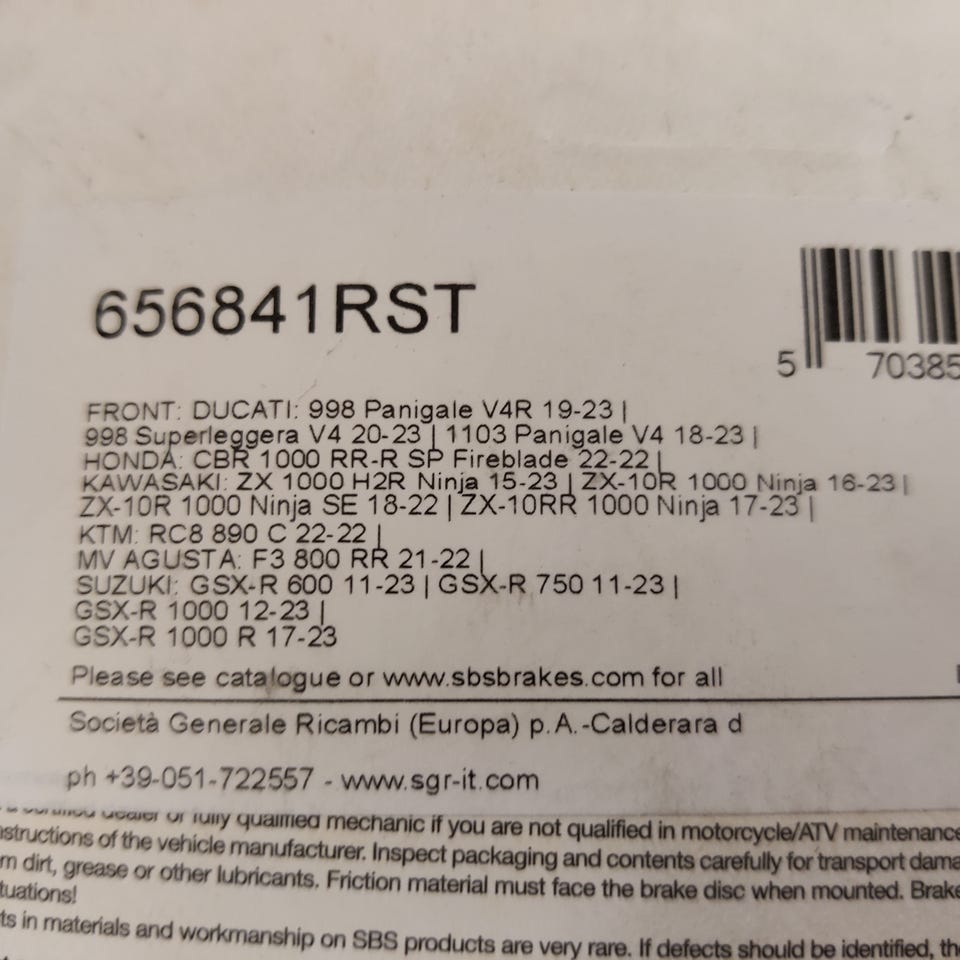 656841RST
5 70385
FRONT: DUCATI: 998 Panigale V4R 19-23 |
998 Superleggera V4 20-23 | 1103 Panigale V4 18-23 |
HONDA: CBR 1000 RR-R SP Fireblade 22-22 |
KAWASAKI: ZX 1000 H2R Ninja 15-23 | ZX-10R 1000 Ninja 16-23 |
ZX-10R 1000 Ninja SE 18-22 | ZX-10RR 1000 Ninja 17-23 |
KTM: RC8 890 C 22-22 |
MV AGUSTA: F3 800 RR 21-22 |
SUZUKI: GSX-R 600 11-23 | GSX-R 750 11-23 |
GSX-R 1000 12-23 |
GSX-R 1000 R 17-23
Please see catalogue or www.sbsbrakes.com for all
Società Generale Ricambi (Europa) p.A.-Calderara d
ph +39-051-722557 - www.sgr-it.com
dealer or fully qualified mechanic if you are not qualified in motorcycle/ATV maintenance
nstructions of the vehicle manufacturer. Inspect packaging and contents carefully for transport dama
m dirt, grease or other lubricants. Friction material must face the brake disc when mounted. Brake
tuations!
ts in materials and workmanship on SBS products are very rare. If defects should be identified, the